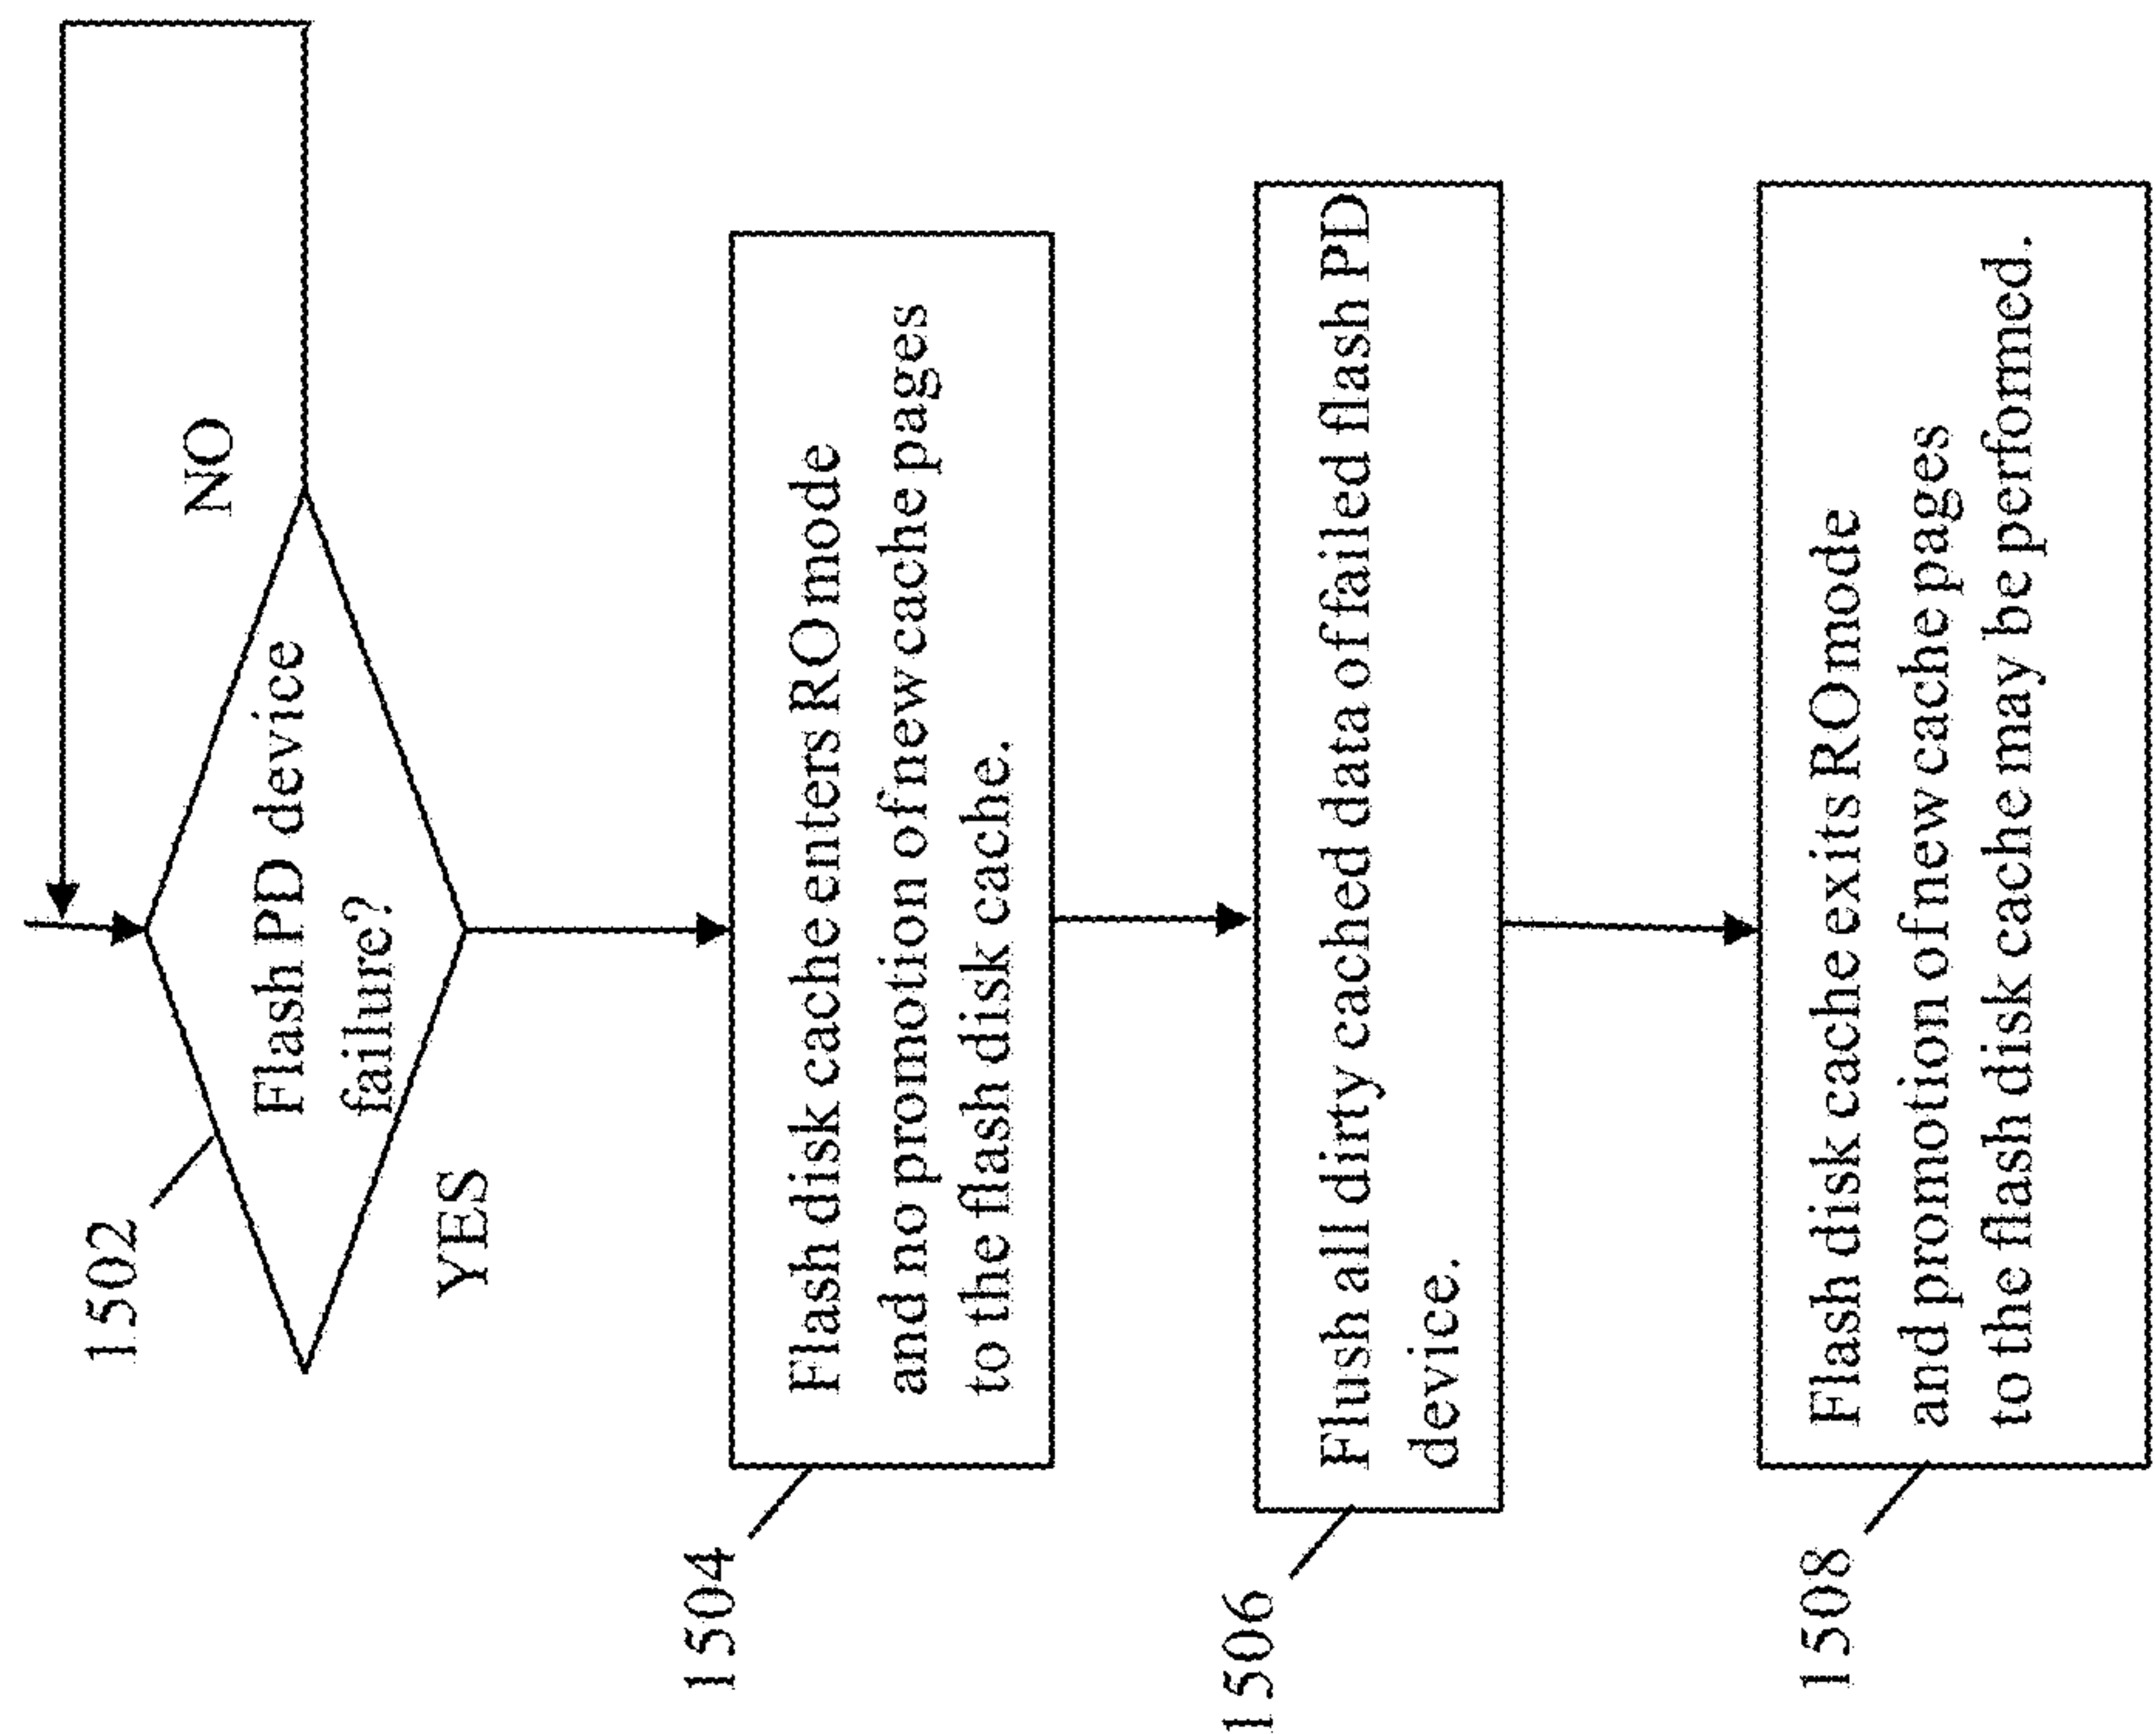 1502
Flash PD device
failure?
NO
YES
1504
Flash disk cache enters RO mode
and no promotion of new cache pages
to the flash disk cache.
1506
Flush all dirty cached data of failed flash PD
device.
1508
Flash disk cache exits RO mode
and promotion of new cache pages
to the flash disk cache may be perfomed.